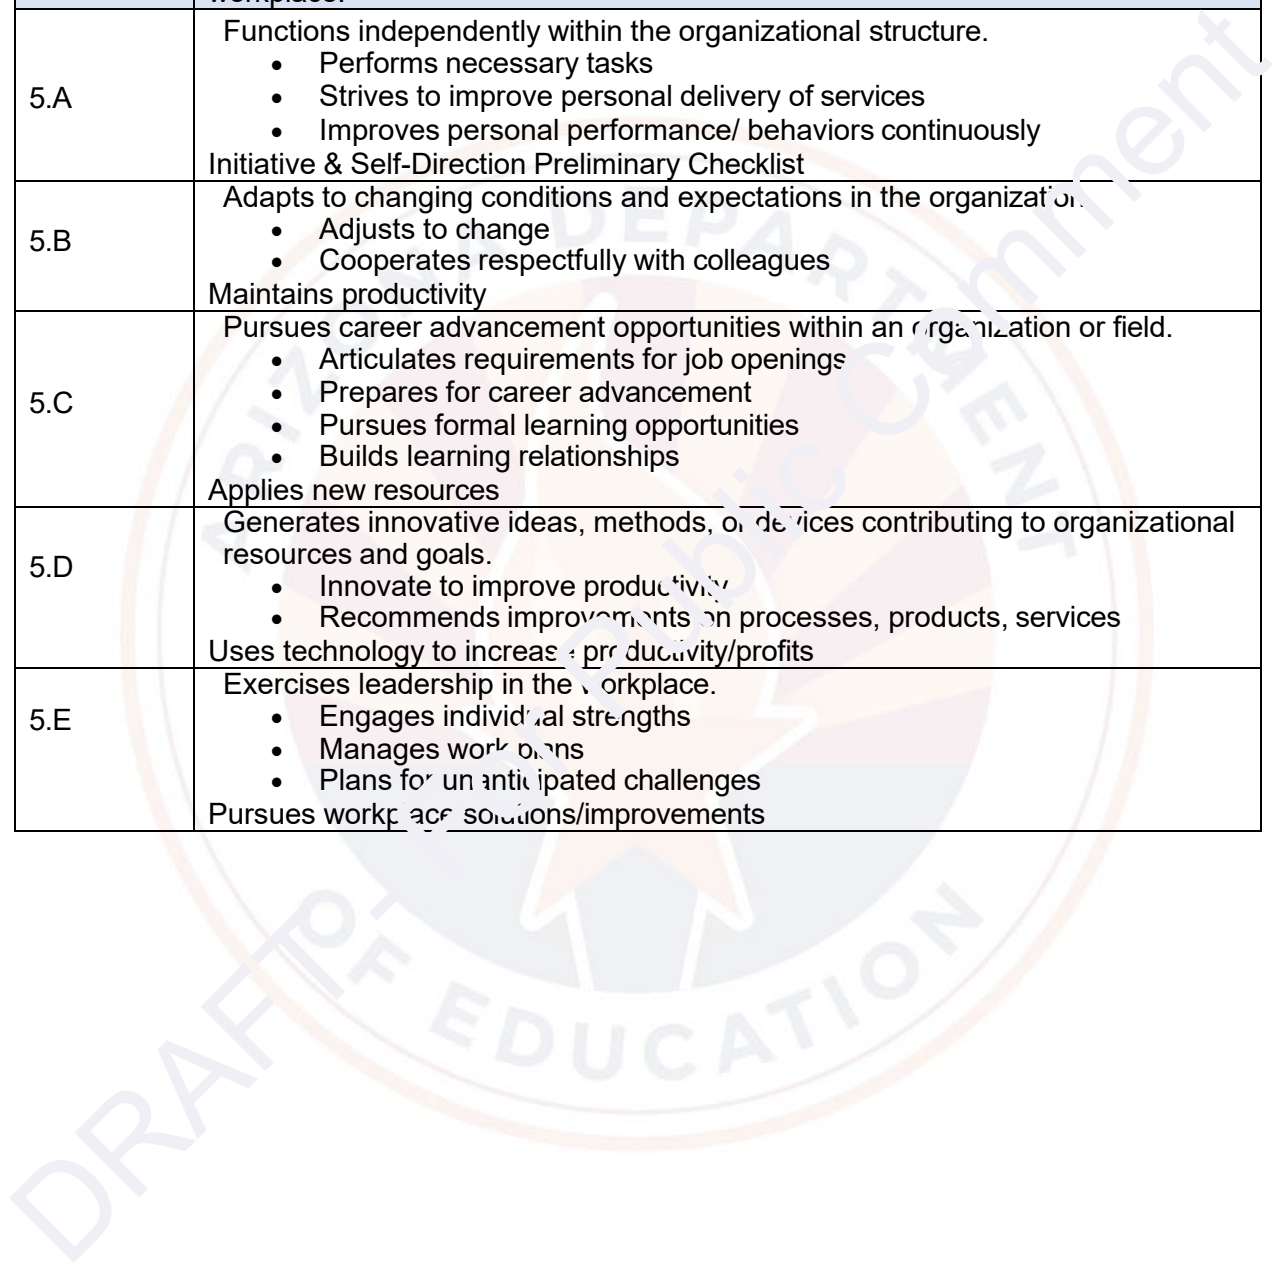 workplace.
5.A
Functions independently within the organizational structure.
• Performs necessary tasks
• Strives to improve personal delivery of services
• Improves personal performance/ behaviors continuously
Initiative & Self-Direction Preliminary Checklist
5.B
Adapts to changing conditions and expectations in the organization.
• Adjusts to change
• Cooperates respectfully with colleagues
Maintains productivity
5.C
Pursues career advancement opportunities within an organization or field.
• Articulates requirements for job openings
• Prepares for career advancement
• Pursues formal learning opportunities
• Builds learning relationships
Applies new resources
5.D
Generates innovative ideas, methods, or devices contributing to organizational
resources and goals.
• Innovate to improve productivity
• Recommends improvements on processes, products, services
Uses technology to increase productivity/profits
5.E
Exercises leadership in the workplace.
• Engages individual strengths
• Manages work plans
• Plans for unanticipated challenges
Pursues workplace solutions/improvements
DRAFT - For Public Comment
ARIZONA DEPARTMENT
OF EDUCATION